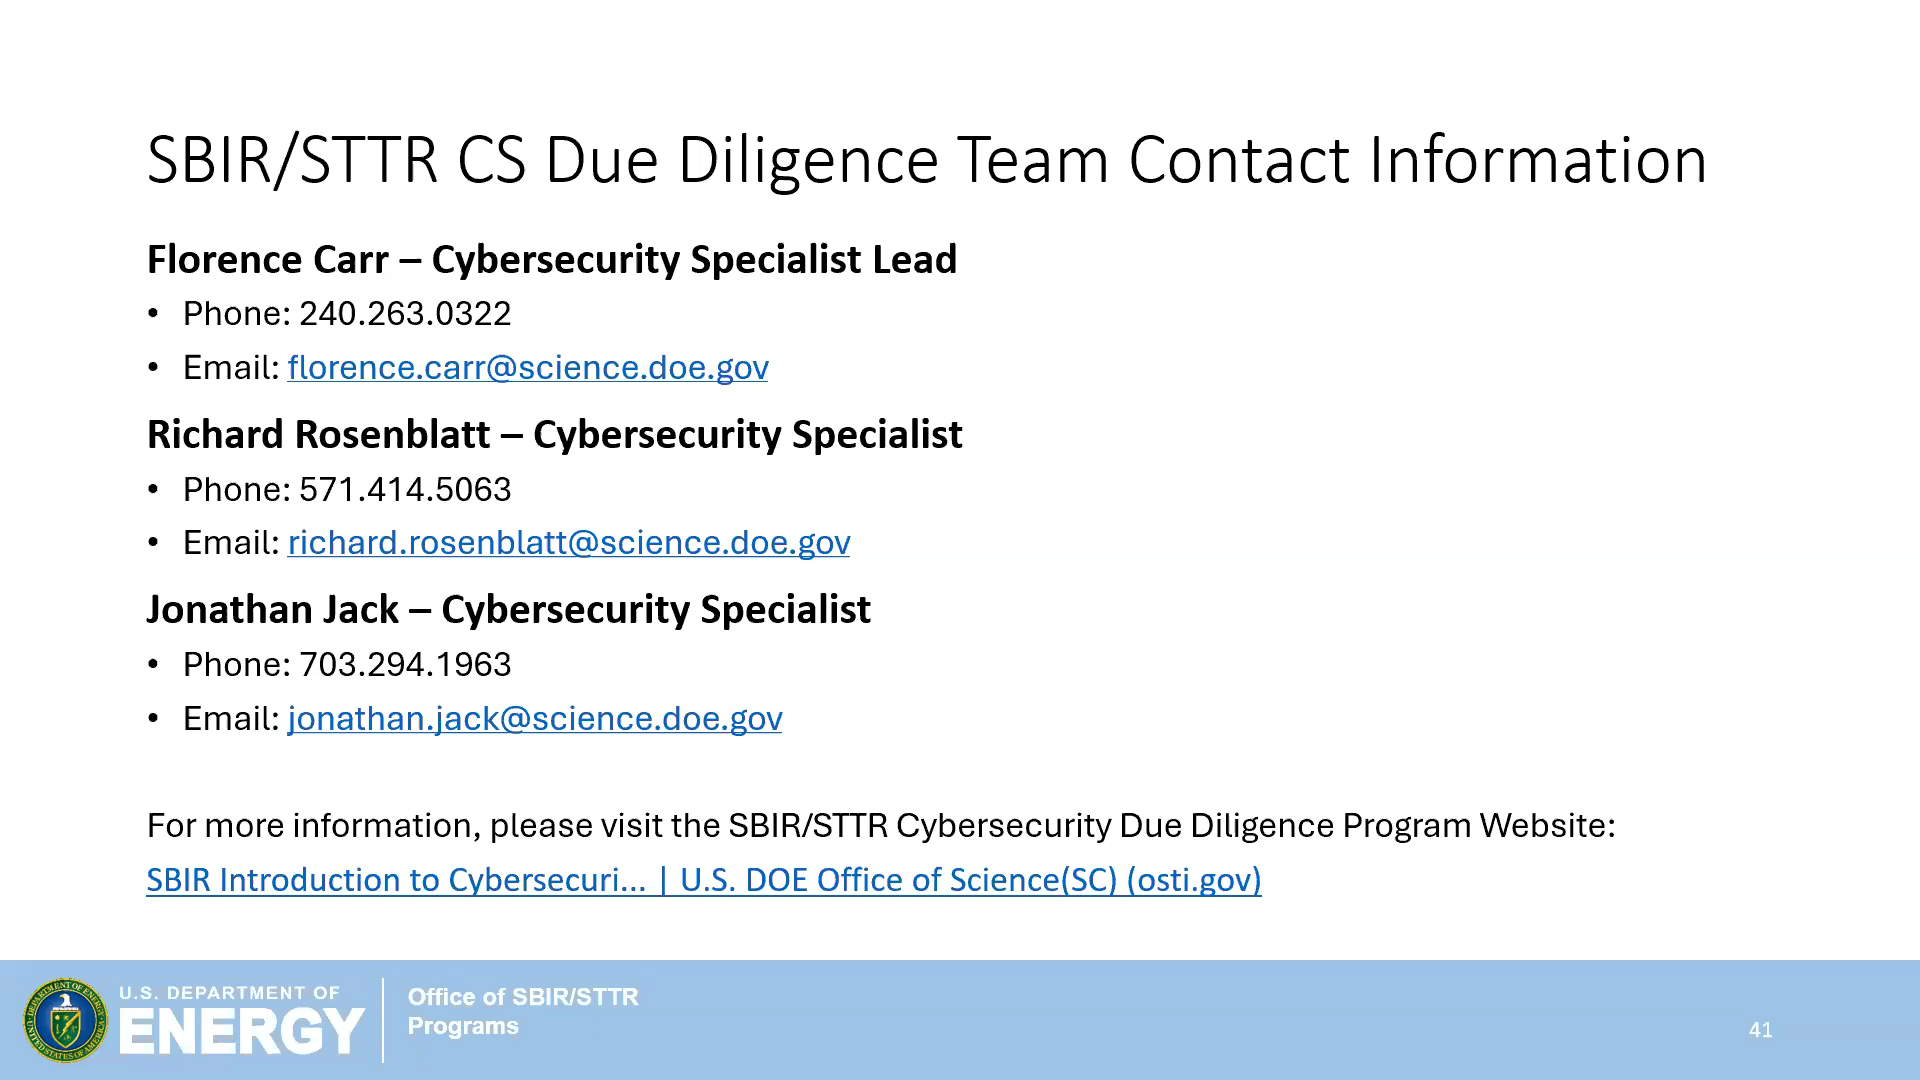 SBIR/STTR CS Due Diligence Team Contact Information
Florence Carr – Cybersecurity Specialist Lead
• Phone: 240.263.0322
• Email: florence.carr@science.doe.gov
Richard Rosenblatt – Cybersecurity Specialist
• Phone: 571.414.5063
• Email: richard.rosenblatt@science.doe.gov
Jonathan Jack – Cybersecurity Specialist
• Phone: 703.294.1963
• Email: jonathan.jack@science.doe.gov
For more information, please visit the SBIR/STTR Cybersecurity Due Diligence Program Website:
SBIR Introduction to Cybersecuri... | U.S. DOE Office of Science(SC) (osti.gov)
U.S. DEPARTMENT OF
ENERGY
Office of SBIR/STTR
Programs
41